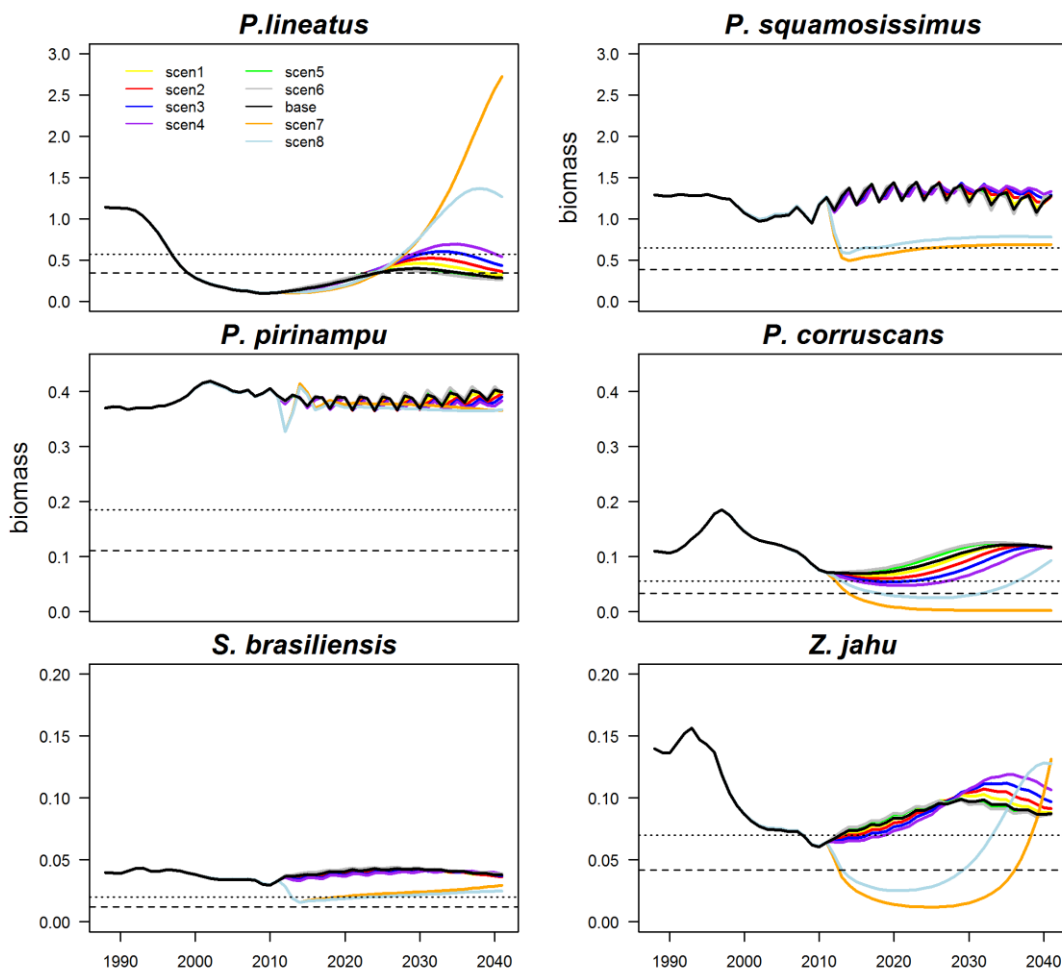 P.lineatus
P. squamosissimus
3.0
2.5
2.0
1.5
1.0
0.5
0.0
scen1
scen2
scen3
scen4
scen5
scen6
base
scen7
scen8
biomass
3.0
2.5
2.0
1.5
1.0
0.5
0.0
P. pirinampu
P. corruscans
biomass
0.4
0.3
0.2
0.1
0.0
0.4
0.3
0.2
0.1
0.0
S. brasiliensis
Z. jahu
0.20
0.15
0.10
0.05
0.00
0.20
0.15
0.10
0.05
0.00
1990 2000 2010 2020 2030 2040
1990 2000 2010 2020 2030 2040